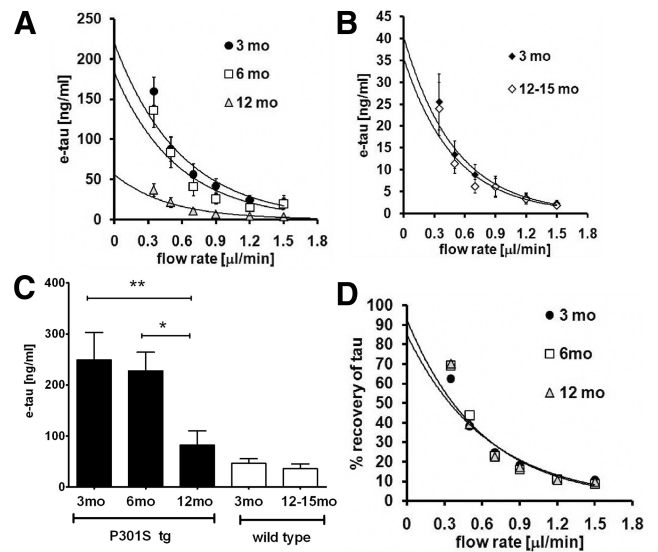 A
250
200
150
100
50
0
e-tau [ng/ml]
3 mo
6 mo
12 mo
0 0.3 0.6 0.9 1.2 1.5 1.8
flow rate [µl/min]
B
45
40
35
30
25
20
15
10
5
0
e-tau [ng/ml]
3 mo
12-15 mo
0 0.3 0.6 0.9 1.2 1.5 1.8
flow rate [µl/min]
C
400
300
200
100
0
e-tau [ng/ml]
**
*
3mo 6mo 12mo 3mo 12-15mo
P301S tg wild type
D
100
90
80
70
60
50
40
30
20
10
0
% recovery of tau
3 mo
6mo
12 mo
0 0.3 0.6 0.9 1.2 1.5 1.8
flow rate [µl/min]